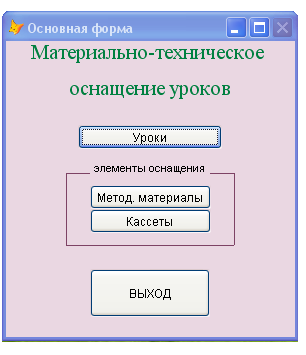 Основная форма
Материально-техническое
оснащение уроков
Уроки
элементы оснащения
Метод. материалы
Кассеты
ВЫХОД